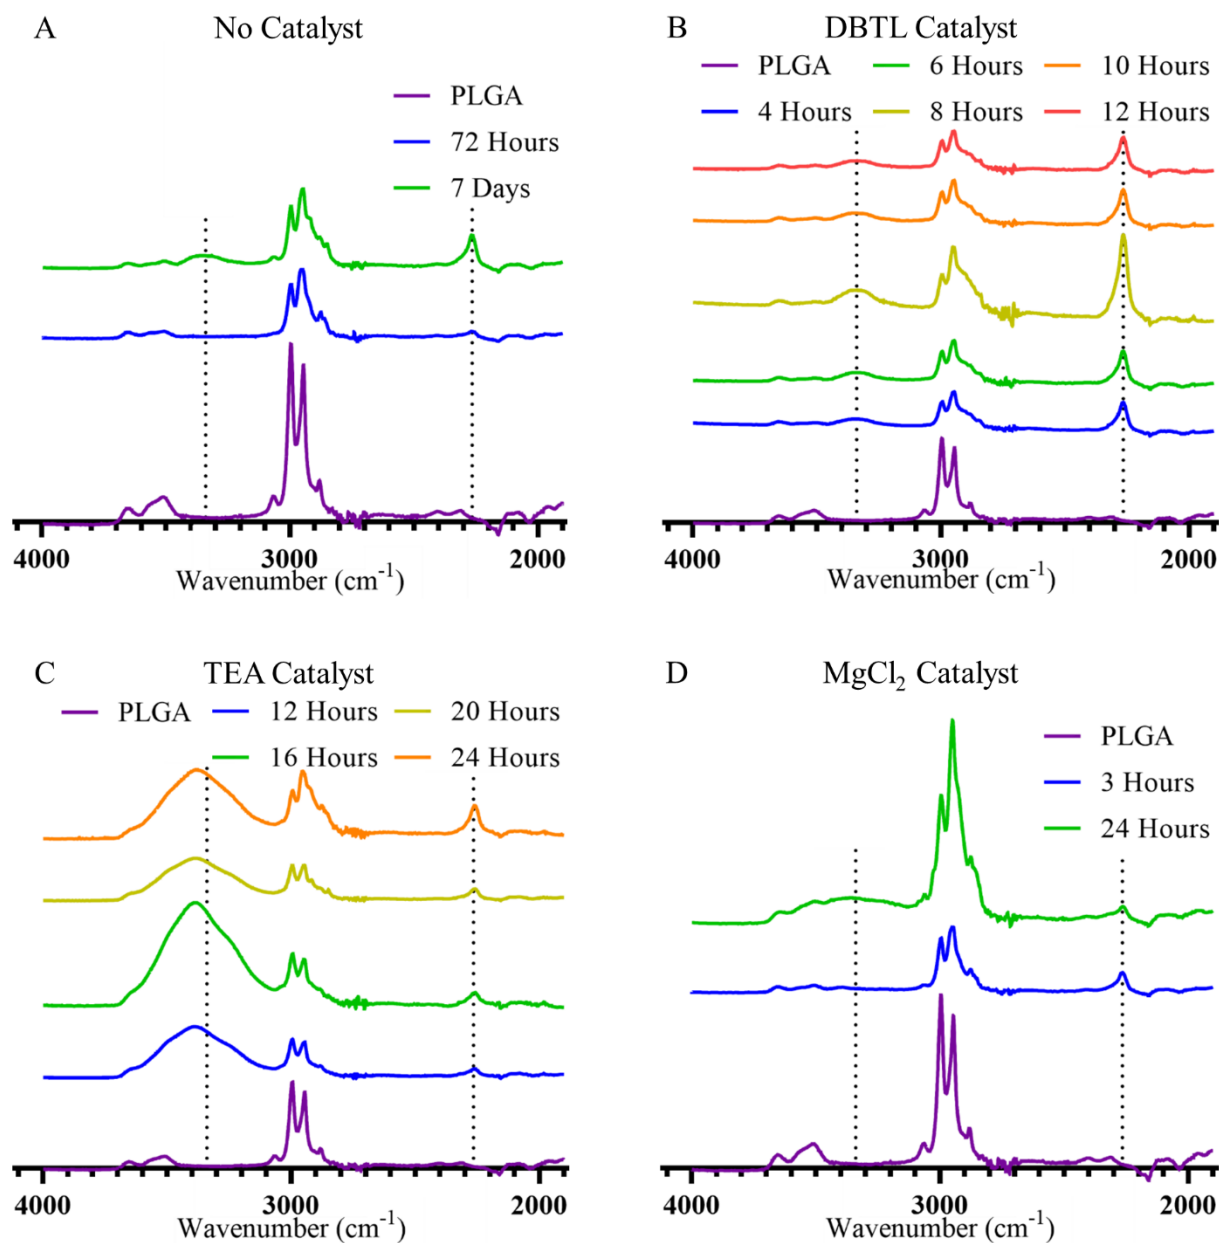 A No Catalyst
PLGA
72 Hours
7 Days
4000 3000 2000
Wavenumber (cm⁻¹)
B DBTL Catalyst
PLGA 6 Hours 10 Hours
4 Hours 8 Hours 12 Hours
4000 3000 2000
Wavenumber (cm⁻¹)
C TEA Catalyst
PLGA 12 Hours 20 Hours
16 Hours 24 Hours
4000 3000 2000
Wavenumber (cm⁻¹)
D MgCl₂ Catalyst
PLGA
3 Hours
24 Hours
4000 3000 2000
Wavenumber (cm⁻¹)